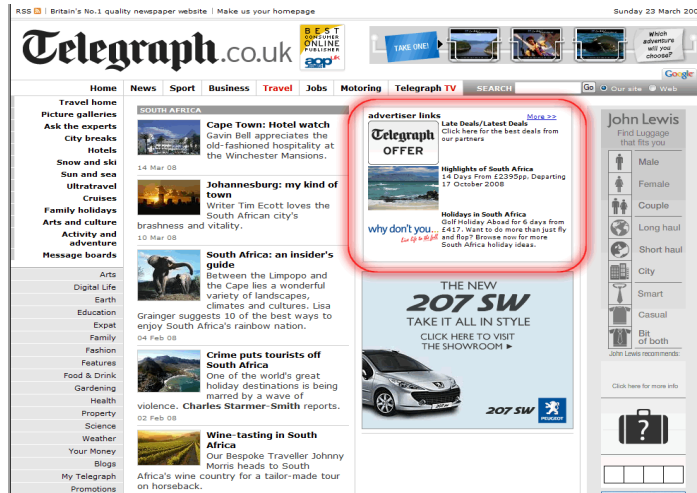 RSS | Britain's No.1 quality newspaper website | Make us your homepage
Sunday 23 March 200
Telegraph.co.uk
BEST
CONSUMER
ONLINE
PUBLISHER
aop uk
TAKE ONE!
Which
adventure
will you
choose?
Google
Home News Sport Business Travel Jobs Motoring Telegraph TV SEARCH Go Our site Web
Travel home
Picture galleries
Ask the experts
City breaks
Hotels
Snow and ski
Sun and sea
Ultratravel
Cruises
Family holidays
Arts and culture
Activity and
adventure
Message boards
Arts
Digital Life
Earth
Education
Expat
Family
Fashion
Features
Food & Drink
Gardening
Health
Property
Science
Weather
Your Money
Blogs
My Telegraph
Promotions
SOUTH AFRICA
Cape Town: Hotel watch
Gavin Bell appreciates the
old-fashioned hospitality at
the Winchester Mansions.
14 Mar 08
Johannesburg: my kind of
town
Writer Tim Ecott loves the
South African city's
brashness and vitality.
10 Mar 08
South Africa: an insider's
guide
Between the Limpopo and
the Cape lies a wonderful
variety of landscapes,
climates and cultures. Lisa
Grainger suggests 10 of the best ways to
enjoy South Africa's rainbow nation.
04 Feb 08
Crime puts tourists off
South Africa
One of the world's great
holiday destinations is being
marred by a wave of
violence. Charles Starmer-Smith reports.
02 Feb 08
Wine-tasting in South
Africa
Our Bespoke Traveller Johnny
Morris heads to South
Africa's wine country for a tailor-made tour
on horseback.
advertiser links More >>
Telegraph
OFFER
Late Deals/Latest Deals
Click here for the best deals from
our partners
Highlights of South Africa
14 Days From £2395pp. Departing
17 October 2008
why don't you...
Live life to the full
Holidays in South Africa
Golf Holiday Aboad for 6 days from
£417. Want to do more than just fly
and flop? Browse now for more
South Africa holiday ideas.
THE NEW
207 SW
TAKE IT ALL IN STYLE
CLICK HERE TO VISIT
THE SHOWROOM ►
207 SW
PEUGEOT
John Lewis
Find Luggage
that fits you
Male
Female
Couple
Long haul
Short haul
City
Smart
Casual
Bit
of both
John Lewis recommends:
Click here for more info
?